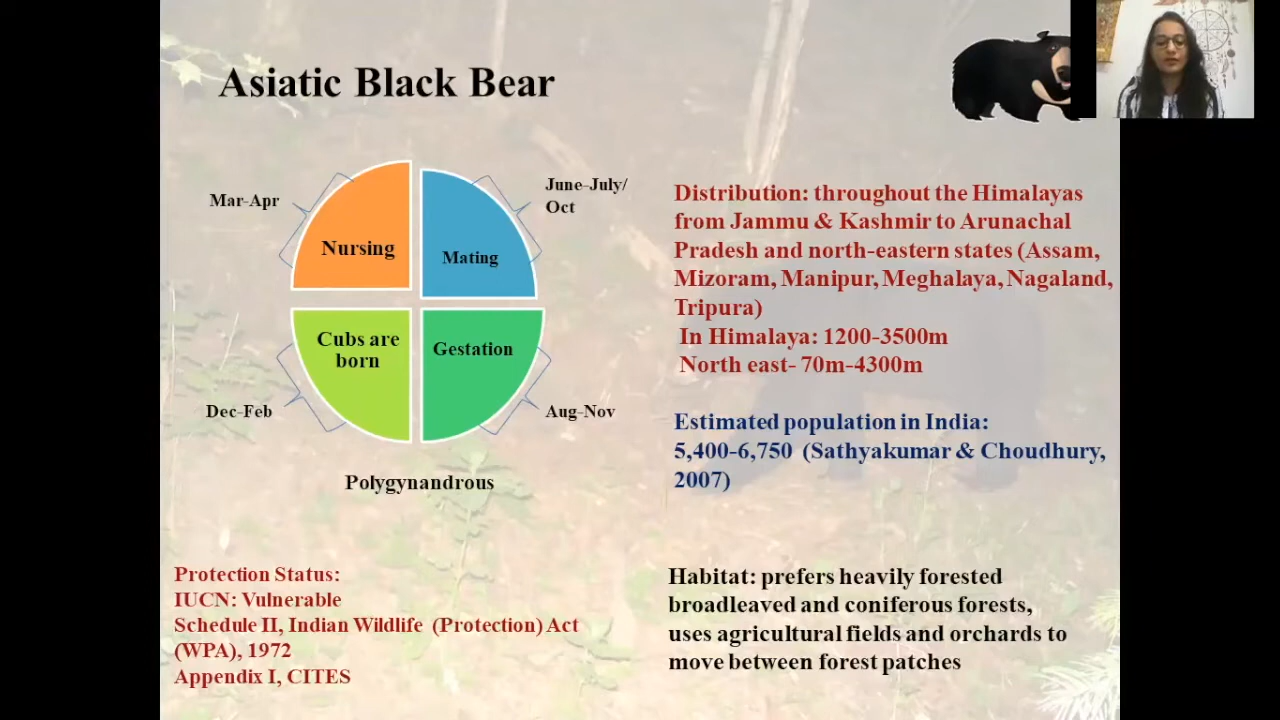 Asiatic Black Bear
Mar-Apr
Nursing
Mating
June-July/
Oct
Cubs are
born
Gestation
Dec-Feb
Aug-Nov
Polygynandrous
Distribution: throughout the Himalayas
from Jammu & Kashmir to Arunachal
Pradesh and north-eastern states (Assam,
Mizoram, Manipur, Meghalaya, Nagaland,
Tripura)
In Himalaya: 1200-3500m
North east- 70m-4300m
Estimated population in India:
5,400-6,750 (Sathyakumar & Choudhury,
2007)
Protection Status:
IUCN: Vulnerable
Schedule II, Indian Wildlife (Protection) Act
(WPA), 1972
Appendix I, CITES
Habitat: prefers heavily forested
broadleaved and coniferous forests,
uses agricultural fields and orchards to
move between forest patches